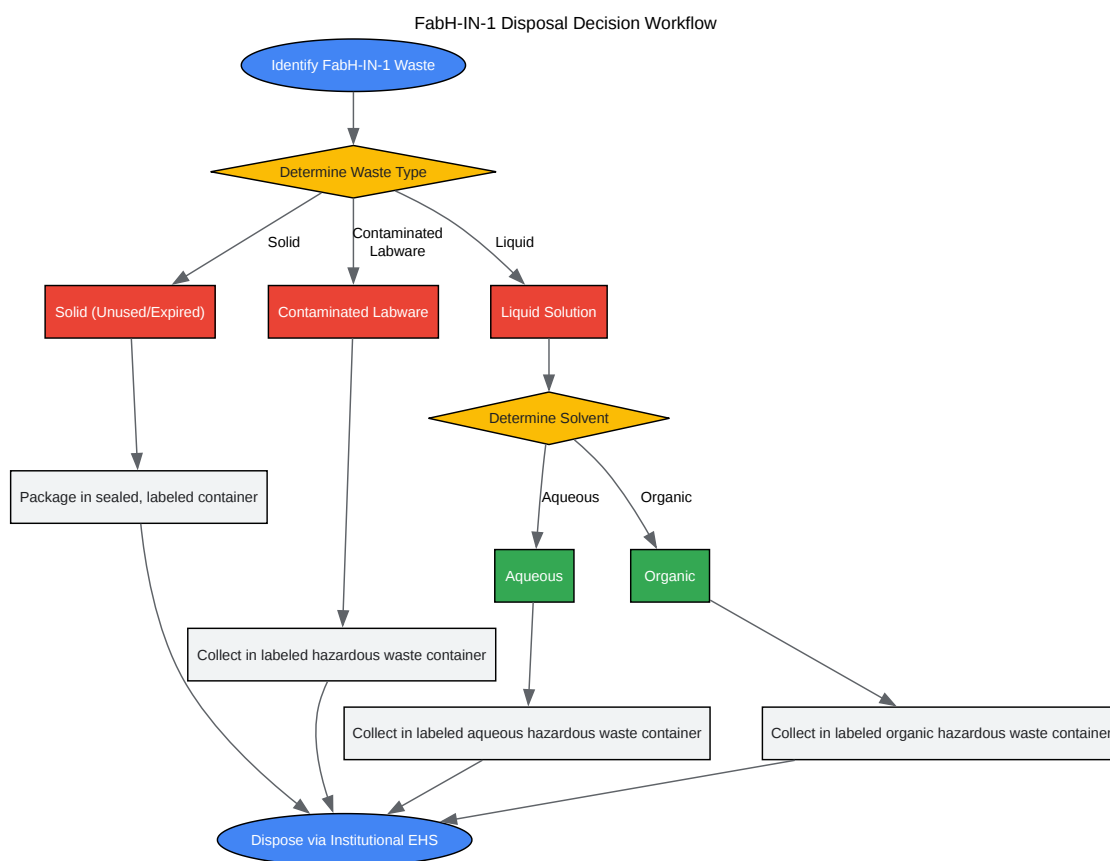 FabH-IN-1 Disposal Decision Workflow
Identify FabH-IN-1 Waste
Determine Waste Type
Solid
Contaminated
Labware
Liquid
Solid (Unused/Expired)
Contaminated Labware
Liquid Solution
Determine Solvent
Package in sealed, labeled container
Aqueous
Organic
Aqueous
Organic
Collect in labeled hazardous waste container
Collect in labeled aqueous hazardous waste container
Collect in labeled organic hazardous waste container
Dispose via Institutional EHS